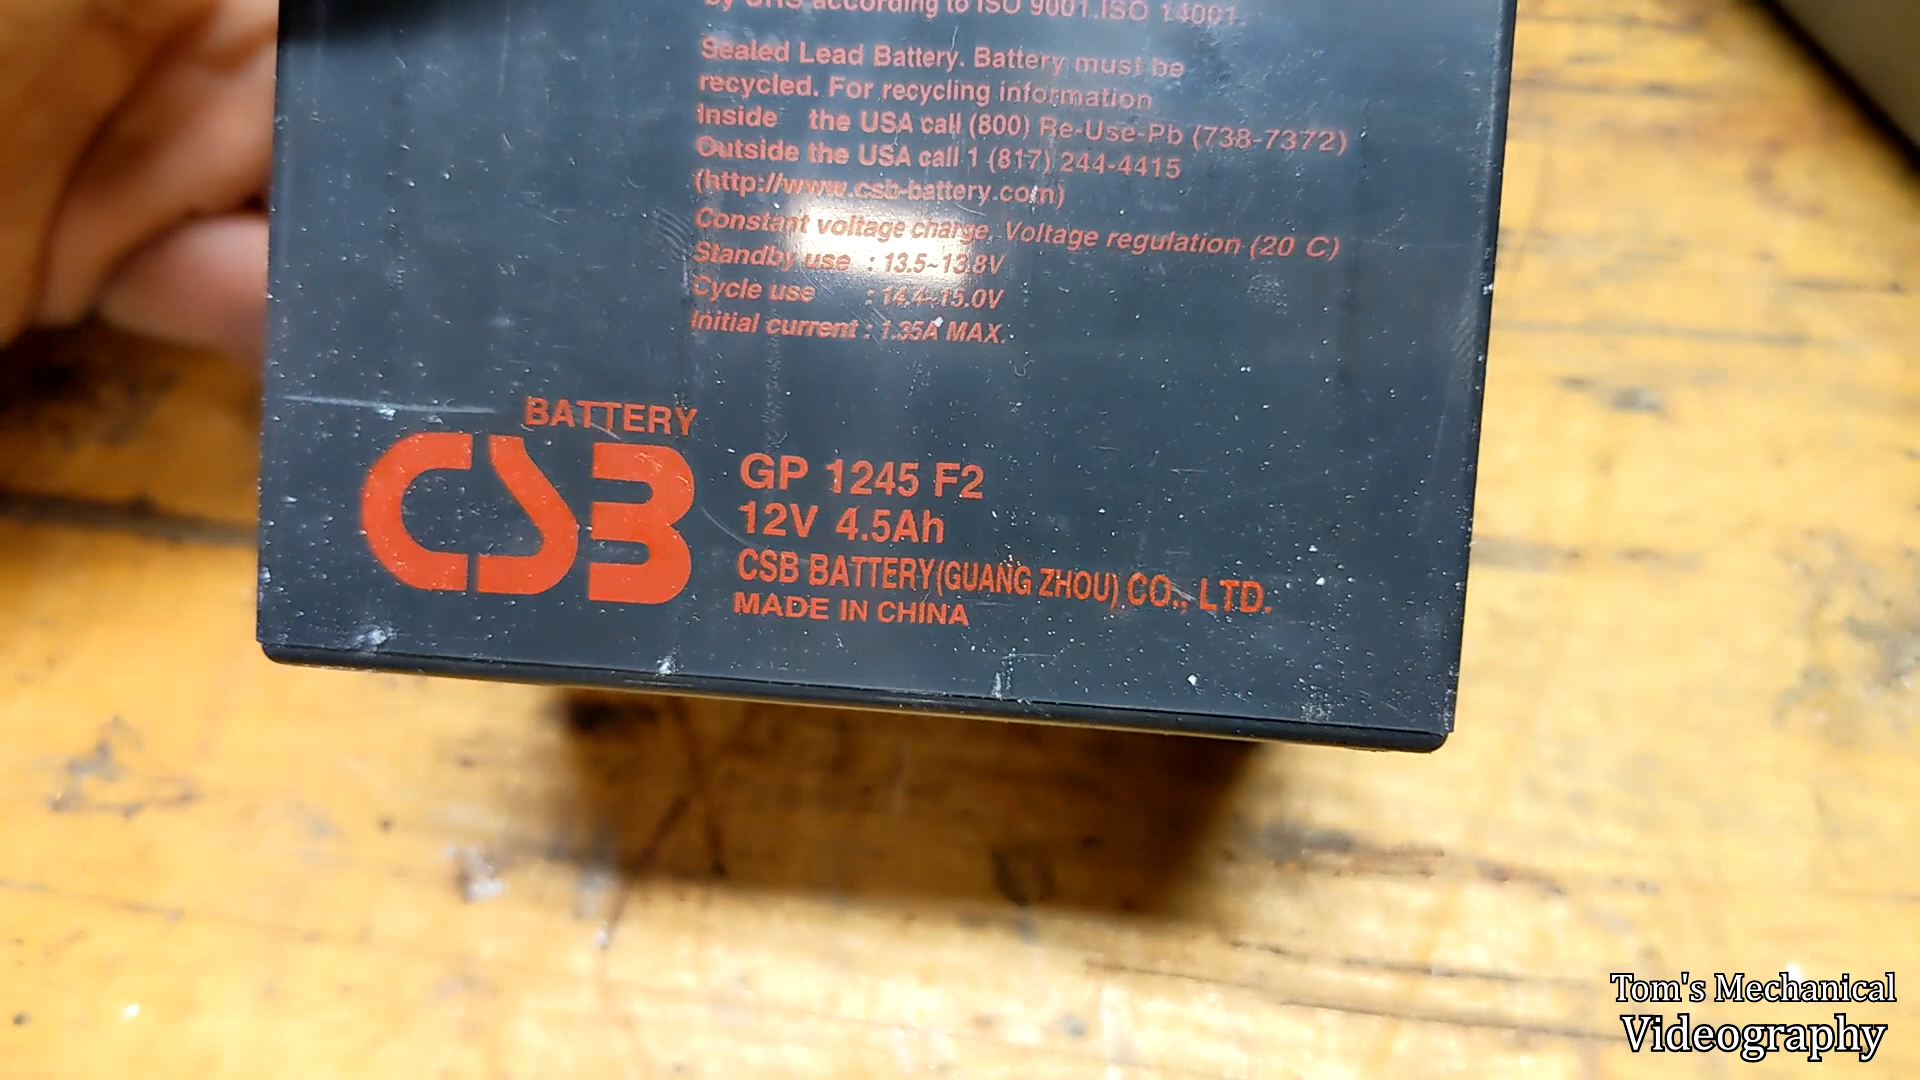 by UHS according to ISO 9001.ISO 14001.
Sealed Lead Battery. Battery must be
recycled. For recycling information
Inside the USA call (800) Re-Use-Pb (738-7372)
Outside the USA call 1 (817) 244-4415
(http://www.csb-battery.com)
Constant voltage charge, Voltage regulation (20 C)
Standby use : 13.5~13.8V
Cycle use : 14.4~15.0V
Initial current : 1.35A MAX.
BATTERY
CSB
GP 1245 F2
12V 4.5Ah
CSB BATTERY(GUANG ZHOU) CO., LTD.
MADE IN CHINA
Tom's Mechanical
Videography